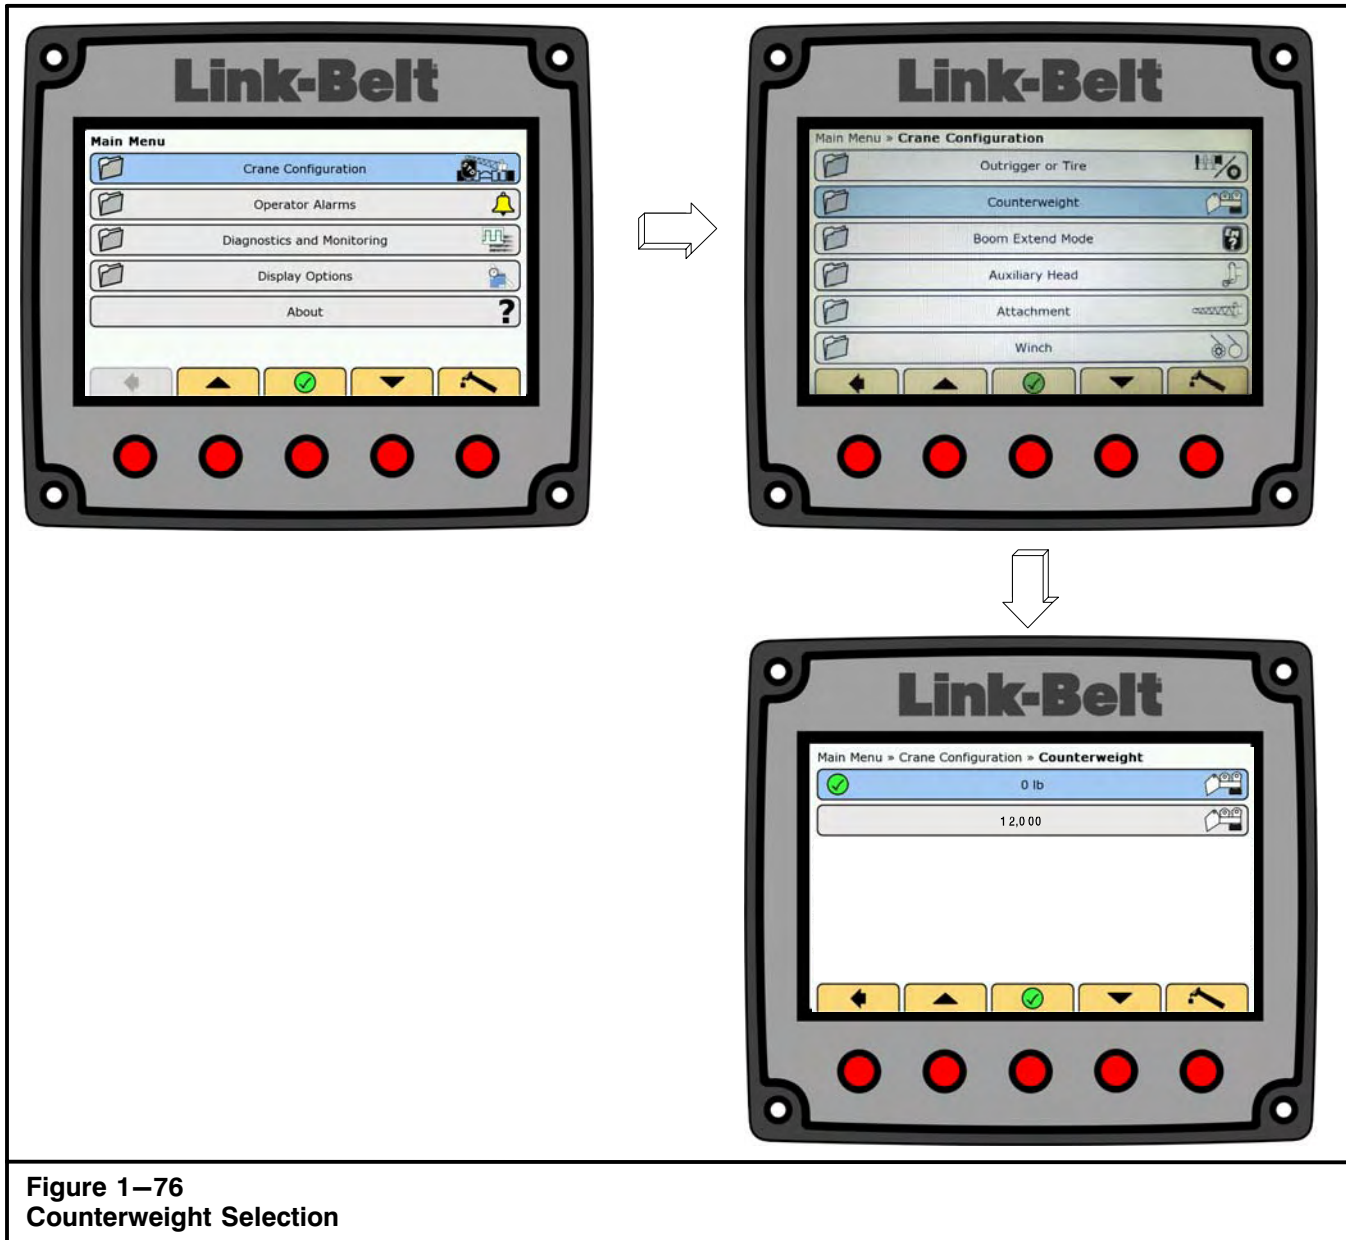 Link-Belt
Main Menu
Crane Configuration
Operator Alarms
Diagnostics and Monitoring
Display Options
About
?
Link-Belt
Main Menu » Crane Configuration
Outrigger or Tire
Counterweight
Boom Extend Mode
Auxiliary Head
Attachment
Winch
Link-Belt
Main Menu » Crane Configuration » Counterweight
0 lb
12,000
Figure 1—76
Counterweight Selection